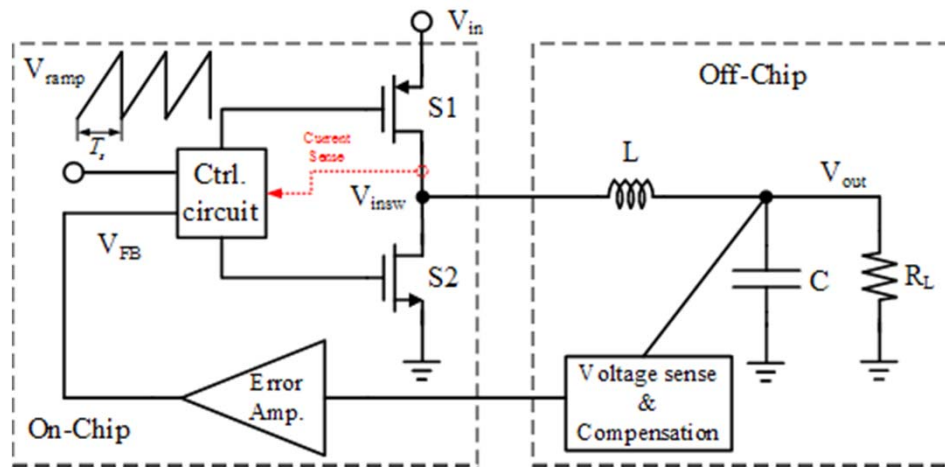 V_in
V_ramp
Off-Chip
S1
Current
Sense
T_s
Ctrl.
circuit
L
V_out
V_insw
V_FB
S2
C
R_L
Error
Amp.
Voltage sense
&
Compensation
On-Chip